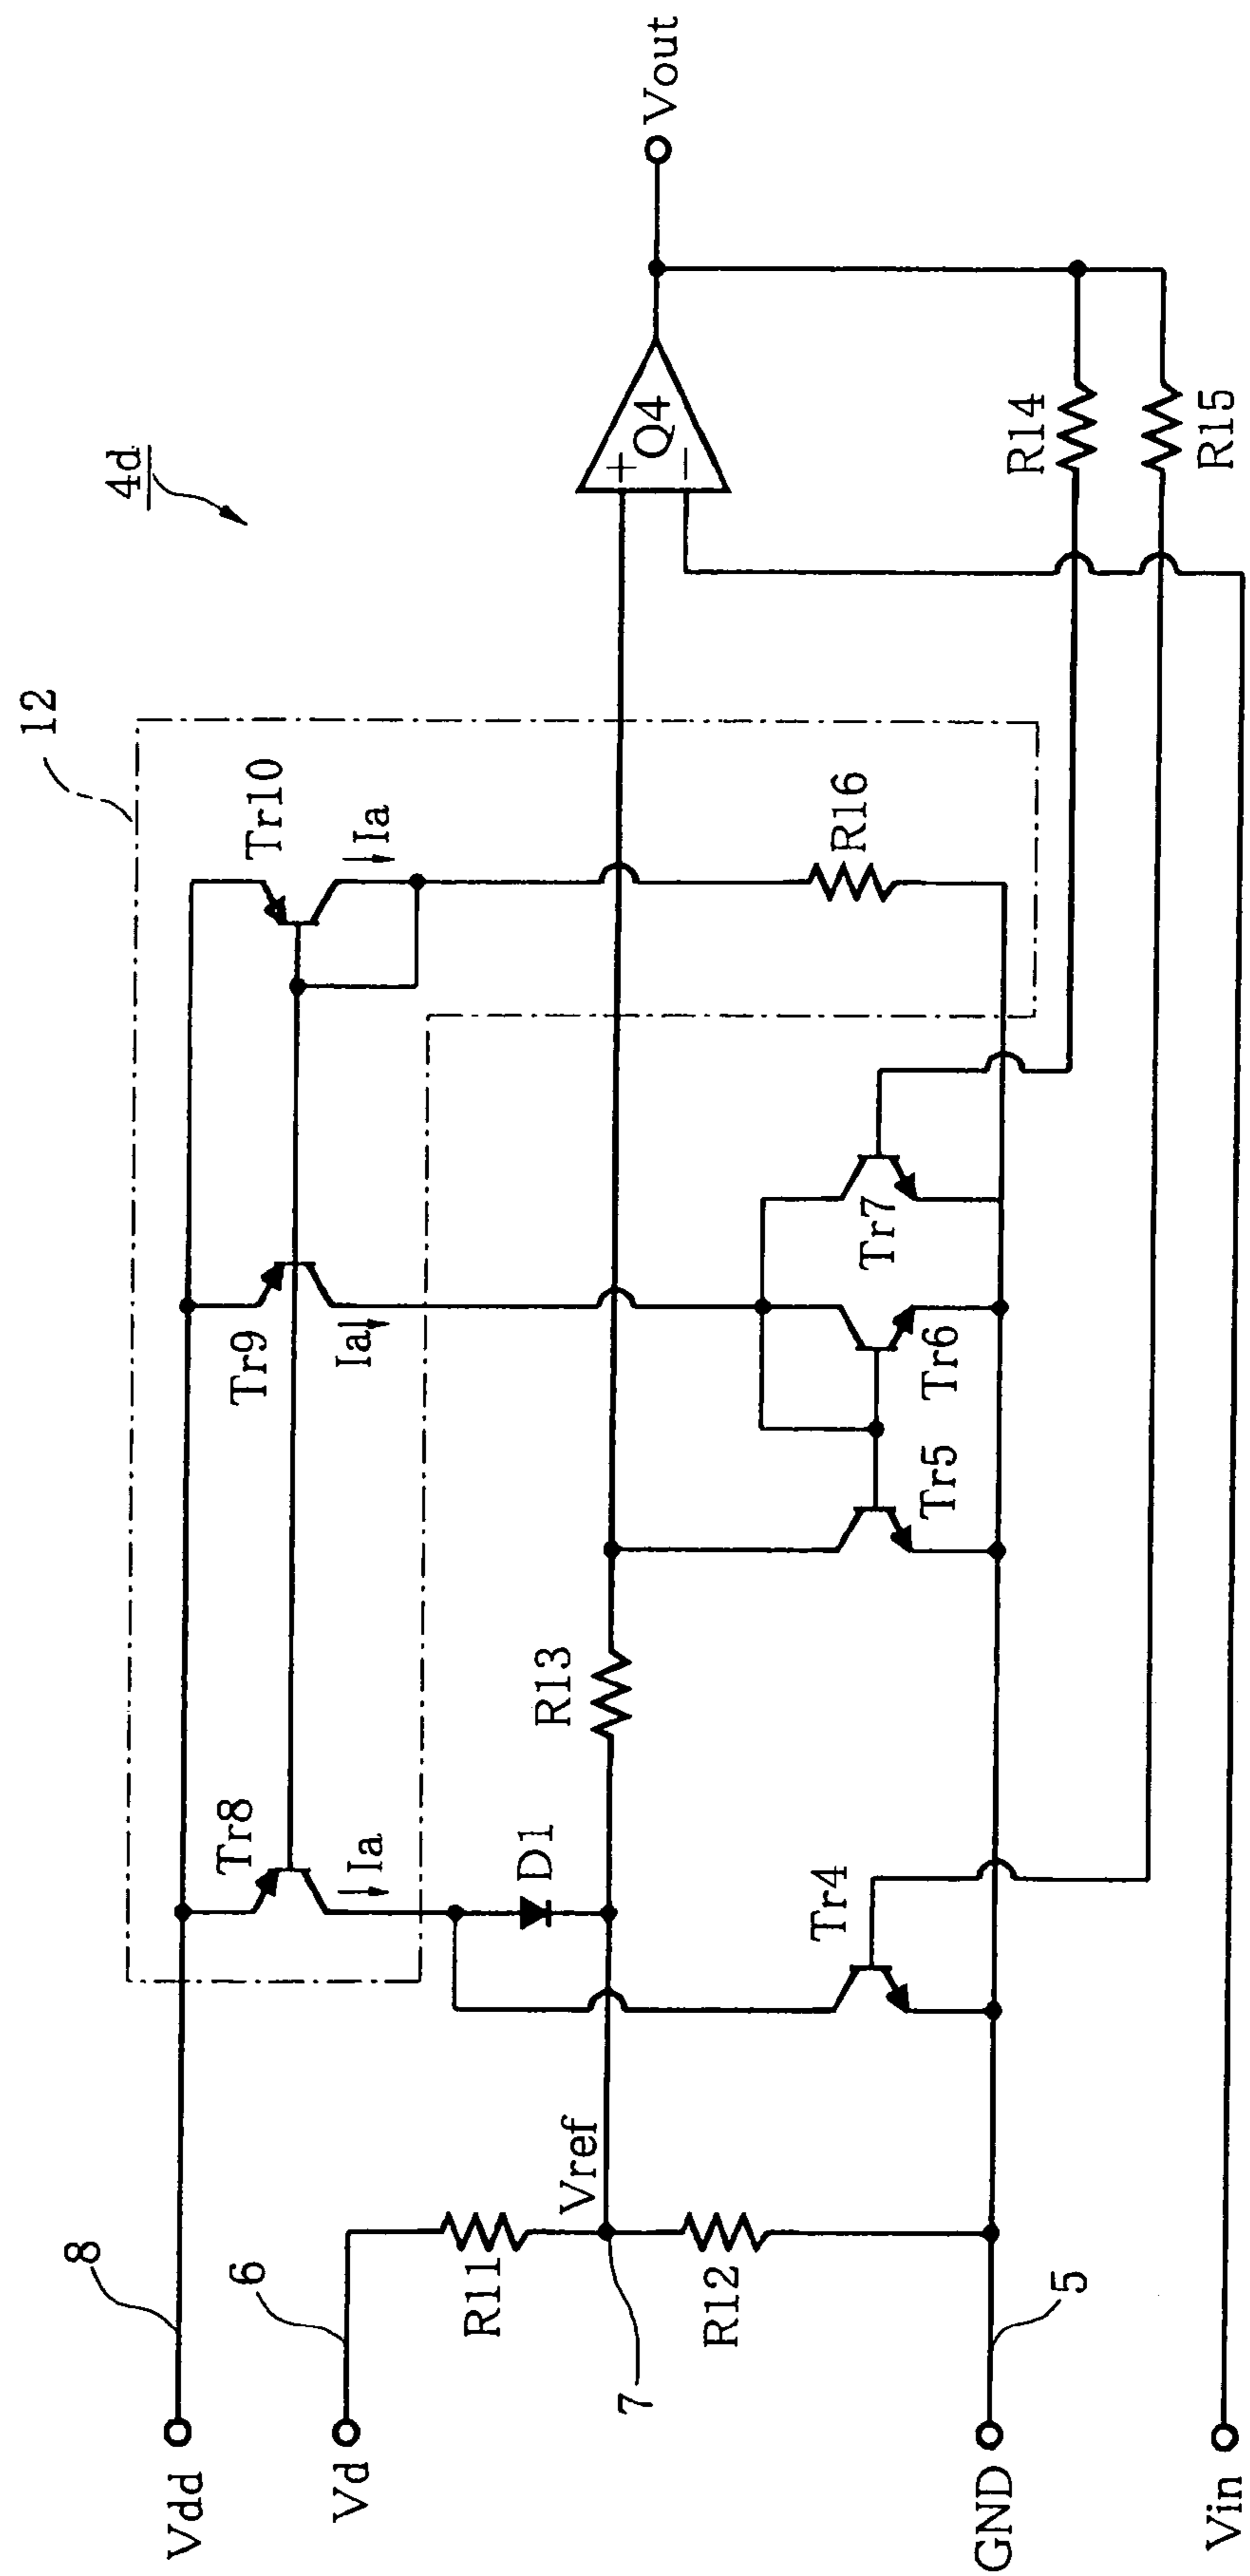 4d
12
8
Vdd
Tr8
Tr9
Tr10
Ia
Ia
Ia
6
Vd
R11
Vref
D1
R13
Q4
+
−
Vout
7
R12
Tr4
Tr5
Tr6
Tr7
R16
R14
R15
5
GND
Vin